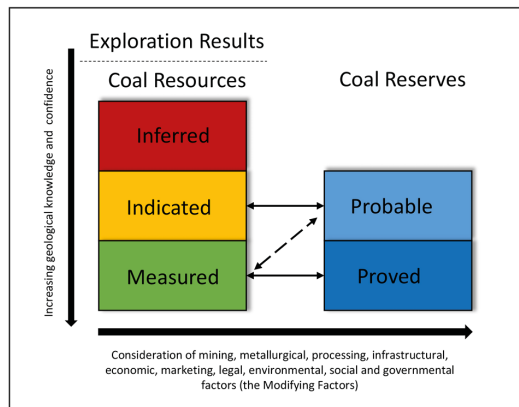 Exploration Results
Coal Resources
Coal Reserves
Increasing geological knowledge and confidence
Inferred
Indicated
Probable
Measured
Proved
Consideration of mining, metallurgical, processing, infrastructural,
economic, marketing, legal, environmental, social and governmental
factors (the Modifying Factors)